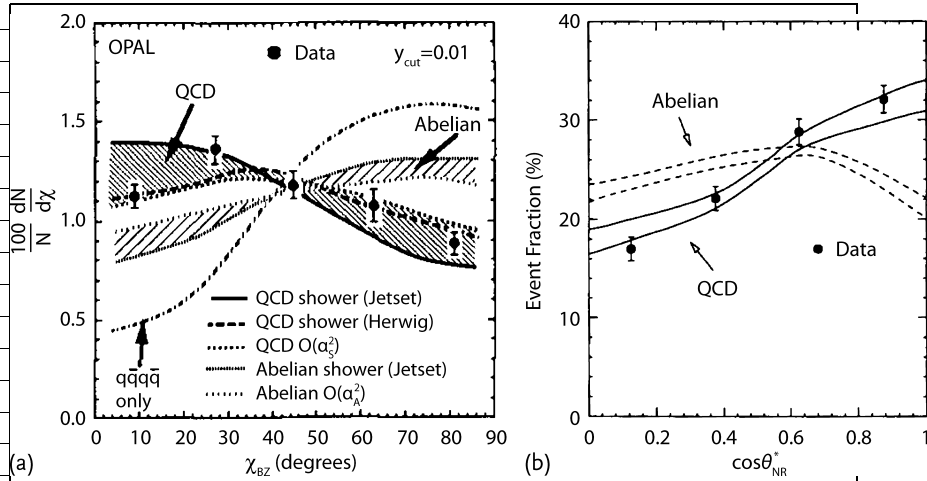 2.0
1.5
1.0
0.5
0.0
100 dN
N dχ
OPAL
Data
y_cut=0.01
QCD
Abelian
QCD shower (Jetset)
QCD shower (Herwig)
QCD O(α_S^2)
Abelian shower (Jetset)
Abelian O(α_A^2)
qq̄qq̄
only
0 10 20 30 40 50 60 70 80 90
(a)
χ_BZ (degrees)
40
30
20
10
0
Event Fraction (%)
Abelian
Data
QCD
0 0.2 0.4 0.6 0.8 1
(b)
cosθ*_NR